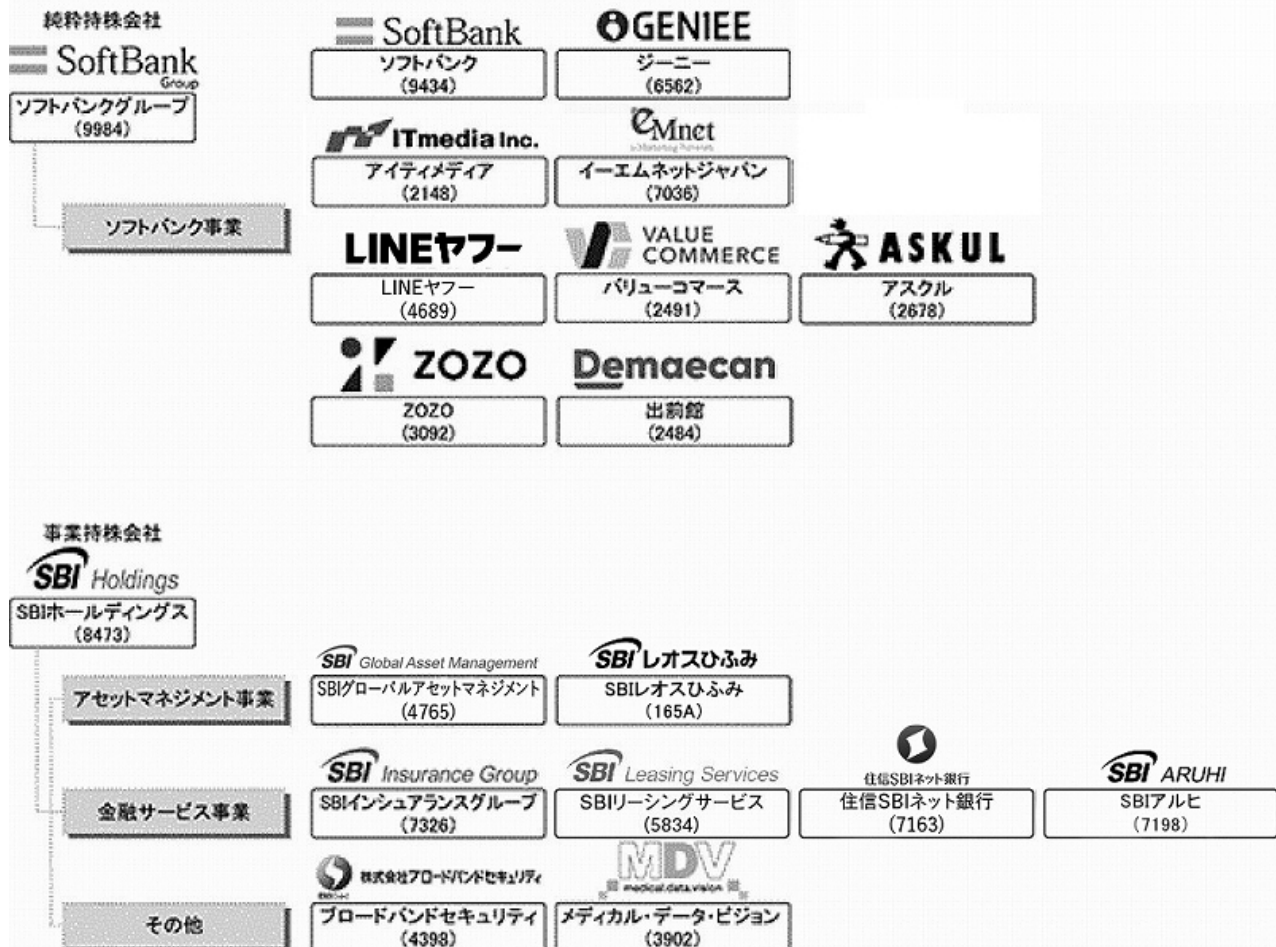 純粋持株会社
SoftBank
Group
ソフトバンクグループ
(9984)
ソフトバンク事業
SoftBank
ソフトバンク
(9434)
GENIEE
ジーニー
(6562)
ITmedia Inc.
アイティメディア
(2148)
eMnet
イーエムネットジャパン
(7036)
LINEヤフー
LINEヤフー
(4689)
VALUE
COMMERCE
バリューコマース
(2491)
ASKUL
アスクル
(2678)
ZOZO
ZOZO
(3092)
Demaecan
出前館
(2484)
事業持株会社
SBI Holdings
SBIホールディングス
(8473)
アセットマネジメント事業
SBI Global Asset Management
SBIグローバルアセットマネジメント
(4765)
SBIレオスひふみ
SBIレオスひふみ
(165A)
金融サービス事業
SBI Insurance Group
SBIインシュアランスグループ
(7326)
SBI Leasing Services
SBIリーシングサービス
(5834)
住信SBIネット銀行
住信SBIネット銀行
(7163)
SBI ARUHI
SBIアルヒ
(7198)
その他
株式会社ブロードバンドセキュリティ
ブロードバンドセキュリティ
(4398)
MDV
medical.data.vision
メディカル・データ・ビジョン
(3902)